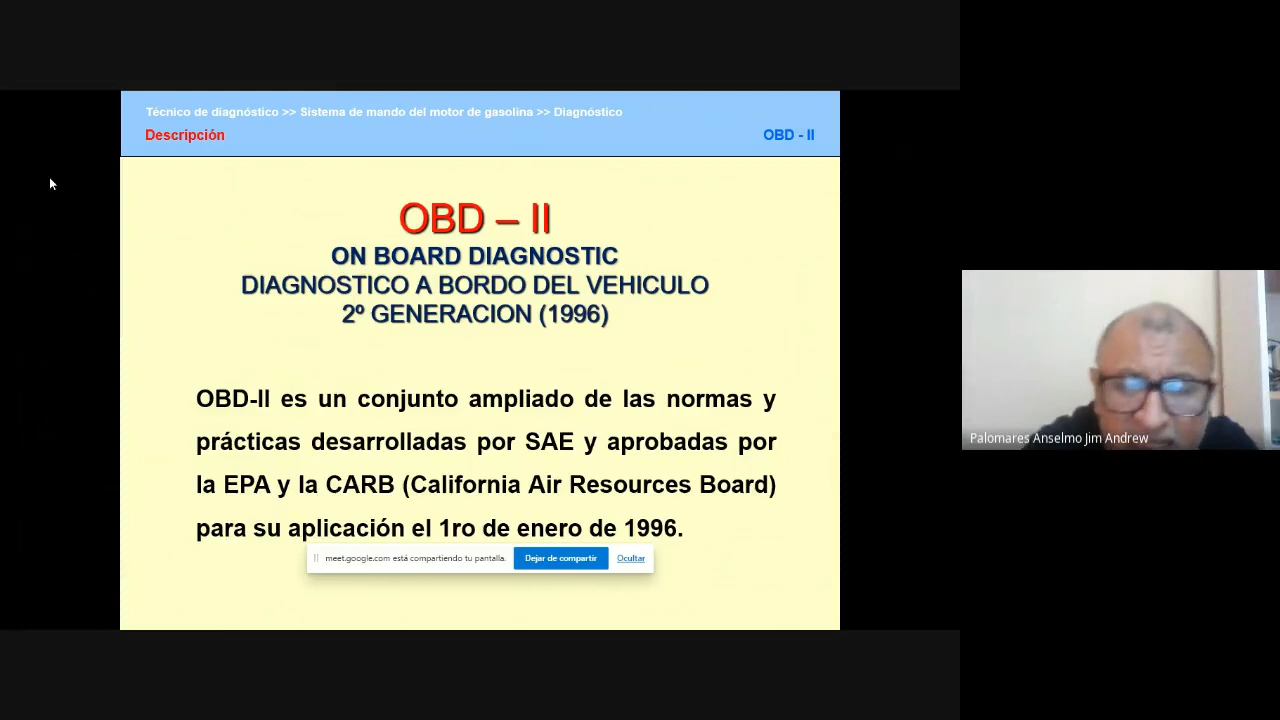 Técnico de diagnóstico >> Sistema de mando del motor de gasolina >> Diagnóstico
Descripción
OBD - II
OBD – II
ON BOARD DIAGNOSTIC
DIAGNOSTICO A BORDO DEL VEHICULO
2º GENERACION (1996)
OBD-II es un conjunto ampliado de las normas y
prácticas desarrolladas por SAE y aprobadas por
la EPA y la CARB (California Air Resources Board)
para su aplicación el 1ro de enero de 1996.
meet.google.com está compartiendo tu pantalla.
Dejar de compartir
Ocultar
Palomares Anselmo Jim Andrew